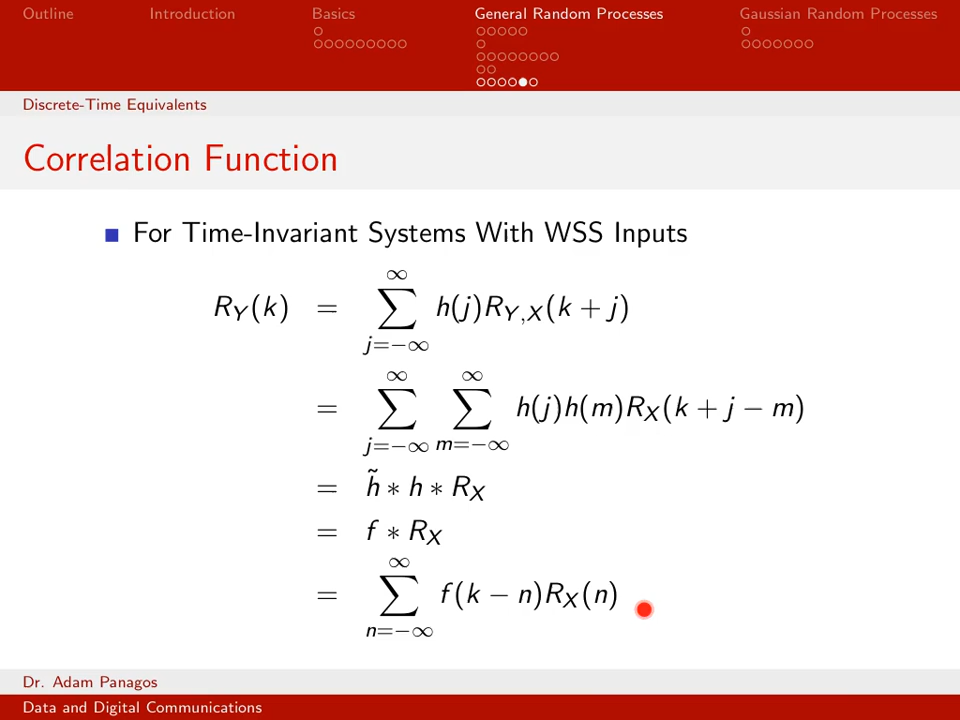 Outline Introduction Basics General Random Processes Gaussian Random Processes
Discrete-Time Equivalents
Correlation Function
For Time-Invariant Systems With WSS Inputs
R_Y(k) = ∑_{j=−∞}^{∞} h(j)R_{Y,X}(k + j)
= ∑_{j=−∞}^{∞} ∑_{m=−∞}^{∞} h(j)h(m)R_X(k + j − m)
= h̃ ∗ h ∗ R_X
= f ∗ R_X
= ∑_{n=−∞}^{∞} f(k − n)R_X(n)
Dr. Adam Panagos
Data and Digital Communications